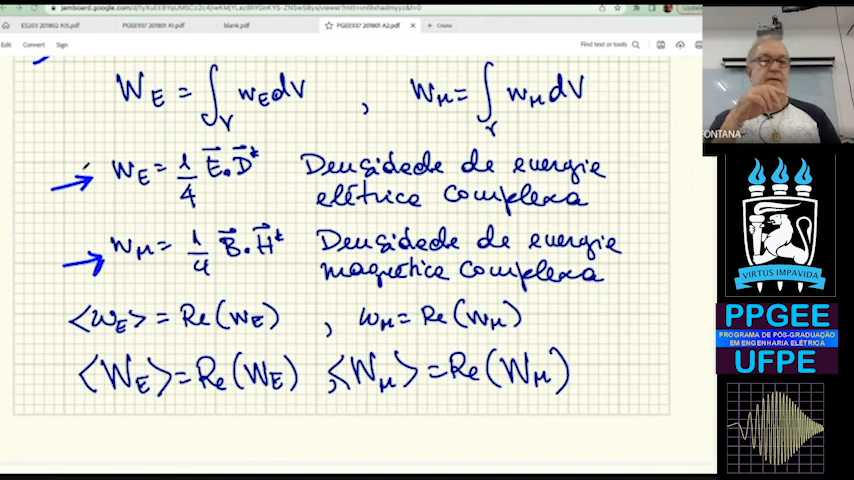 ES203 201802 A15.pdf
PGEE937 201801 A1.pdf
blank.pdf
PGEE937 201801 A2.pdf
Create
Edit
Convert
Sign
Find text or tools
W_E = ∫_V w_E dV , W_M = ∫_V w_M dV
w_E = 1/4 E⃗ • D⃗* Densidade de energia
elétrica complexa
w_M = 1/4 B⃗ • H⃗* Densidade de energia
magnética complexa
<w_E> = Re(w_E) , w_M = Re(w_M)
<W_E> = Re(W_E) , <W_M> = Re(W_M)
FONTANA
VIRTUS IMPAVIDA
PPGEE
PROGRAMA DE PÓS-GRADUAÇÃO
EM ENGENHARIA ELÉTRICA
UFPE